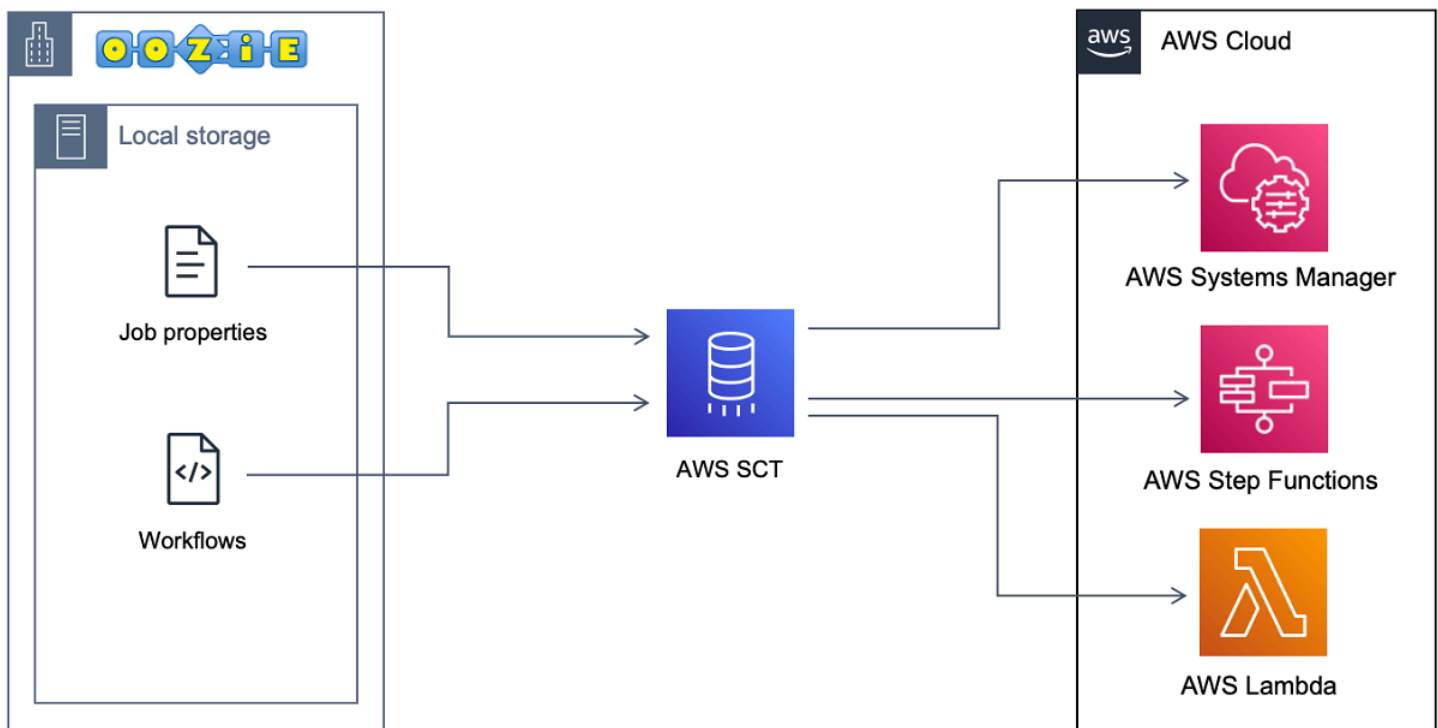 OOZiE
Local storage
Job properties
Workflows
AWS SCT
aws
AWS Cloud
AWS Systems Manager
AWS Step Functions
AWS Lambda